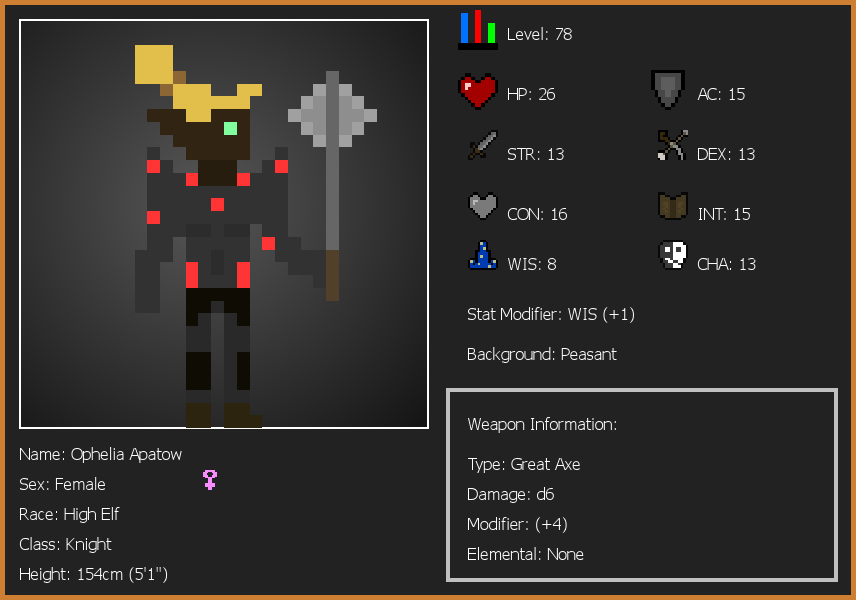 Level: 78
HP: 26
AC: 15
STR: 13
DEX: 13
CON: 16
INT: 15
WIS: 8
CHA: 13
Stat Modifier: WIS (+1)
Background: Peasant
Weapon Information:
Type: Great Axe
Damage: d6
Modifier: (+4)
Elemental: None
Name: Ophelia Apatow
Sex: Female
Race: High Elf
Class: Knight
Height: 154cm (5'1")